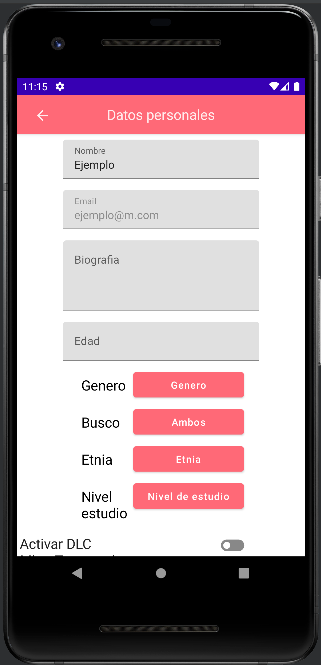 11:15
Datos personales
Nombre
Ejemplo
Email
ejemplo@m.com
Biografia
Edad
Genero Genero
Busco Ambos
Etnia Etnia
Nivel estudio Nivel de estudio
Activar DLC